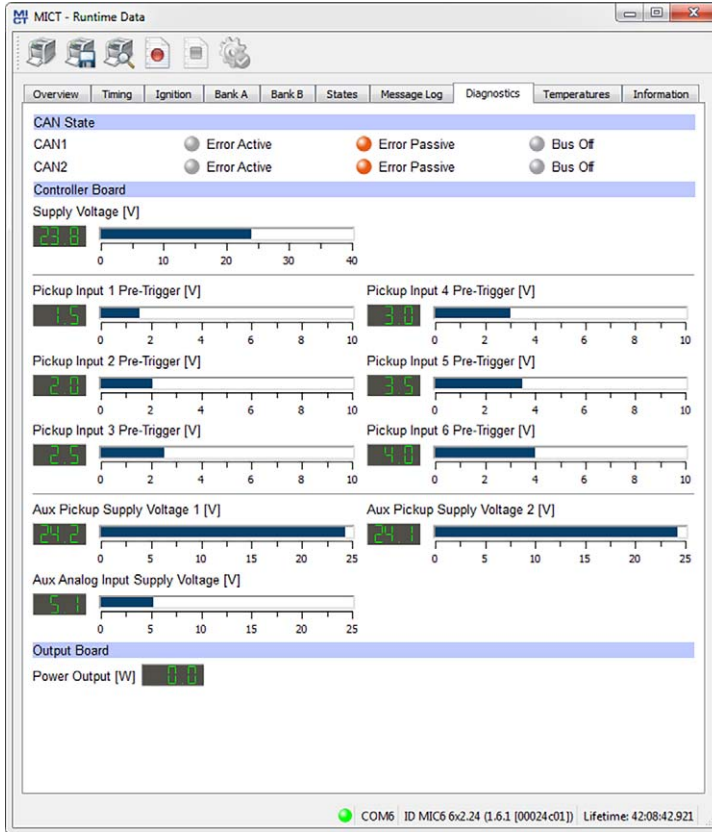 MICT - Runtime Data
Overview Timing Ignition Bank A Bank B States Message Log Diagnostics Temperatures Information
CAN State
CAN1 Error Active Error Passive Bus Off
CAN2 Error Active Error Passive Bus Off
Controller Board
Supply Voltage [V]
23.8
0 10 20 30 40
Pickup Input 1 Pre-Trigger [V] Pickup Input 4 Pre-Trigger [V]
1.5 3.0
0 2 4 6 8 10 0 2 4 6 8 10
Pickup Input 2 Pre-Trigger [V] Pickup Input 5 Pre-Trigger [V]
2.0 3.5
0 2 4 6 8 10 0 2 4 6 8 10
Pickup Input 3 Pre-Trigger [V] Pickup Input 6 Pre-Trigger [V]
2.5 4.0
0 2 4 6 8 10 0 2 4 6 8 10
Aux Pickup Supply Voltage 1 [V] Aux Pickup Supply Voltage 2 [V]
24.2 24.1
0 5 10 15 20 25 0 5 10 15 20 25
Aux Analog Input Supply Voltage [V]
5.1
0 5 10 15 20 25
Output Board
Power Output [W] 0.0
COM6 ID MIC6 6x2.24 (1.6.1 [00024c01]) Lifetime: 42:08:42.921